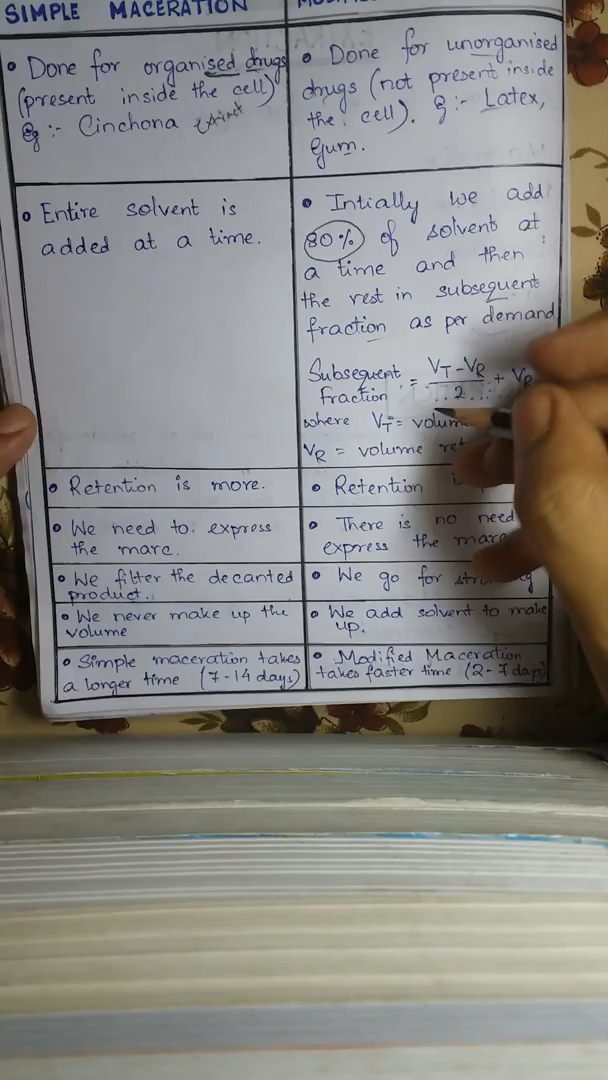 SIMPLE MACERATION
• Done for organised drugs
(present inside the cell)
Eg :- Cinchona extract
• Done for unorganised
drugs (not present inside
the cell). Eg :- Latex,
Gum.
• Entire solvent is
added at a time.
• Intially we add
80% of solvent at
a time and then
the rest in subsequent
fraction as per demand
Subsequent
Fraction = VT - VR / 2 + VR
where VT = volum
VR = volume ret
• Retention is more.
• Retention
• We need to express
the marc.
• There is no need
express the marc
• We filter the decanted
product.
• We go for
• We never make up the
volume
• We add solvent to make
up.
• Simple maceration takes
a longer time (7-14 days)
• Modified Maceration
takes faster time (2-7 days)